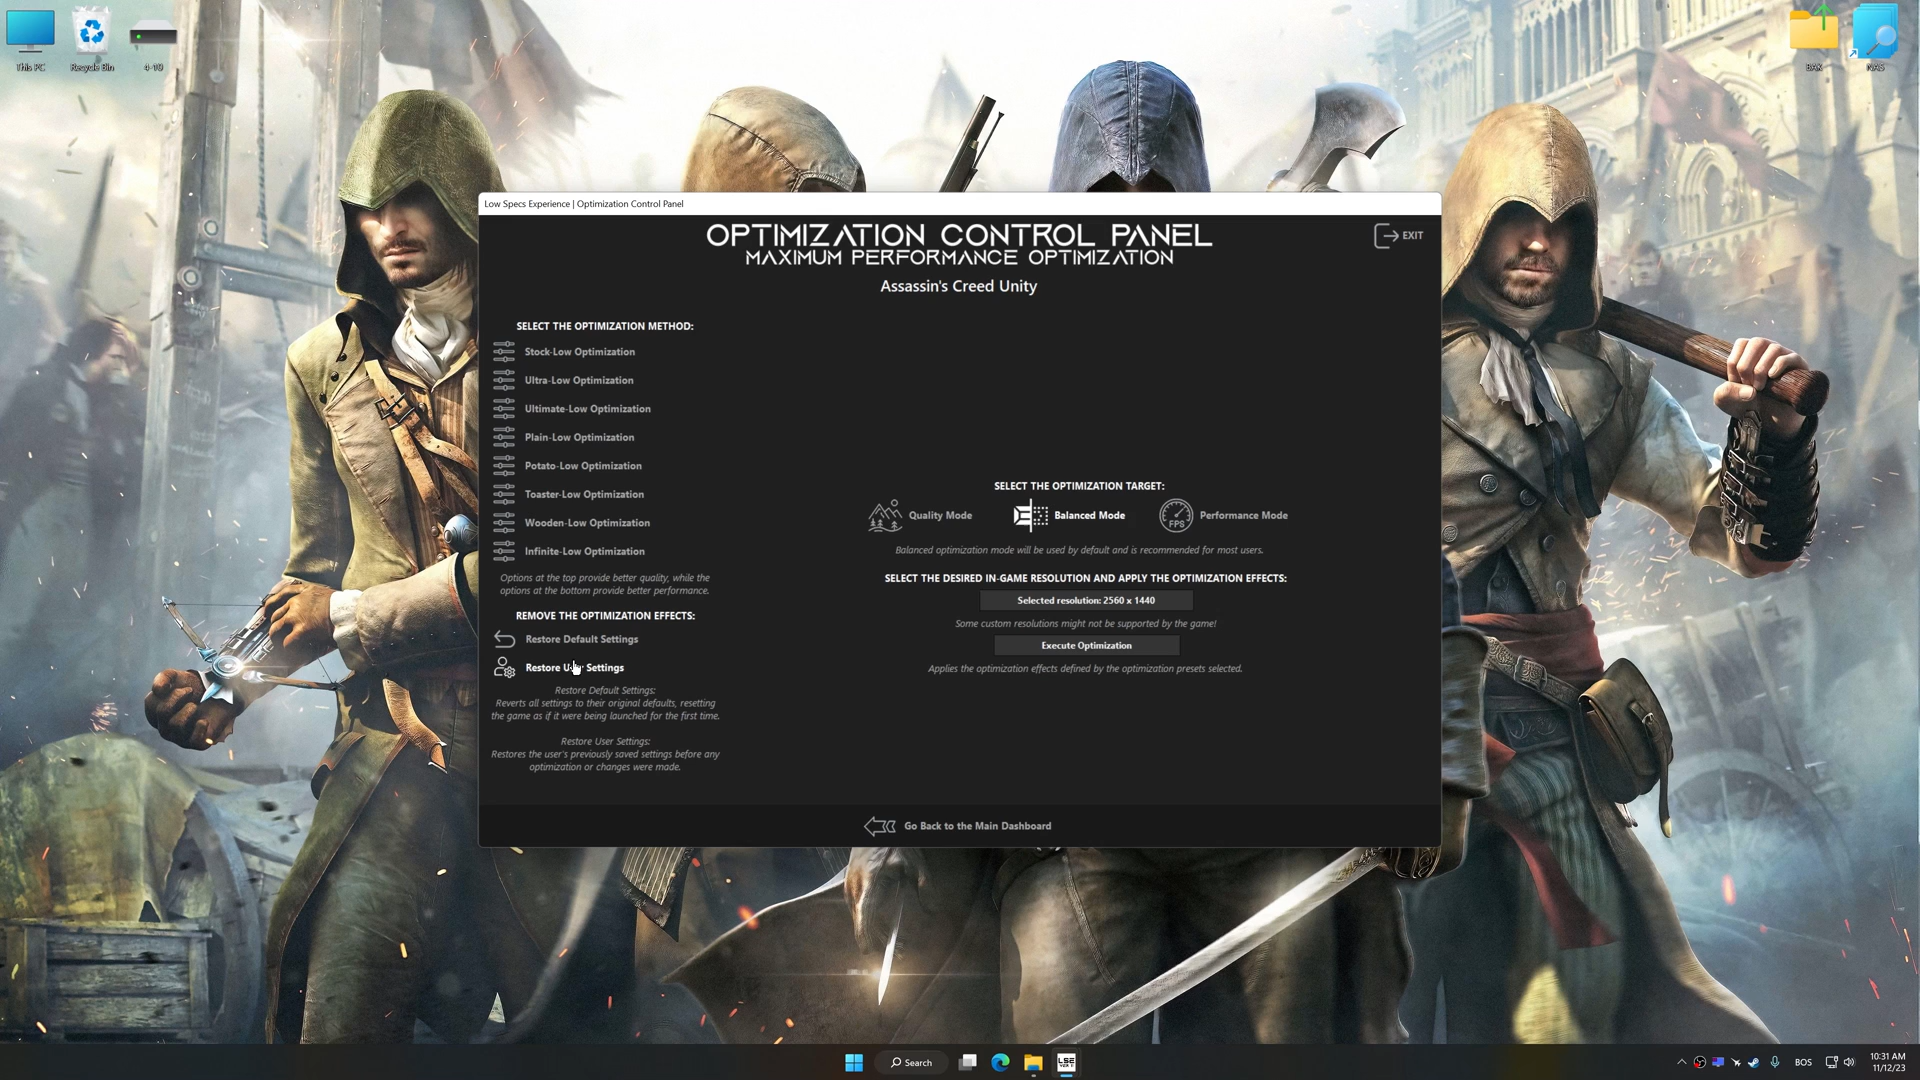 This PC
Recycle Bin
4-10
BAK
NAS
Low Specs Experience | Optimization Control Panel
OPTIMIZATION CONTROL PANEL
EXIT
MAXIMUM PERFORMANCE OPTIMIZATION
Assassin's Creed Unity
SELECT THE OPTIMIZATION METHOD:
Stock-Low Optimization
Ultra-Low Optimization
Ultimate-Low Optimization
Plain-Low Optimization
Potato-Low Optimization
Toaster-Low Optimization
Wooden-Low Optimization
Infinite-Low Optimization
Options at the top provide better quality, while the
options at the bottom provide better performance.
REMOVE THE OPTIMIZATION EFFECTS:
Restore Default Settings
Restore User Settings
Restore Default Settings:
Reverts all settings to their original defaults, resetting
the game as if it were being launched for the first time.
Restore User Settings:
Restores the user's previously saved settings before any
optimization or changes were made.
SELECT THE OPTIMIZATION TARGET:
Quality Mode
Balanced Mode
FPS
Performance Mode
Balanced optimization mode will be used by default and is recommended for most users.
SELECT THE DESIRED IN-GAME RESOLUTION AND APPLY THE OPTIMIZATION EFFECTS:
Selected resolution: 2560 x 1440
Some custom resolutions might not be supported by the game!
Execute Optimization
Applies the optimization effects defined by the optimization presets selected.
Go Back to the Main Dashboard
Search
LSE
BOS
10:31 AM
11/12/23